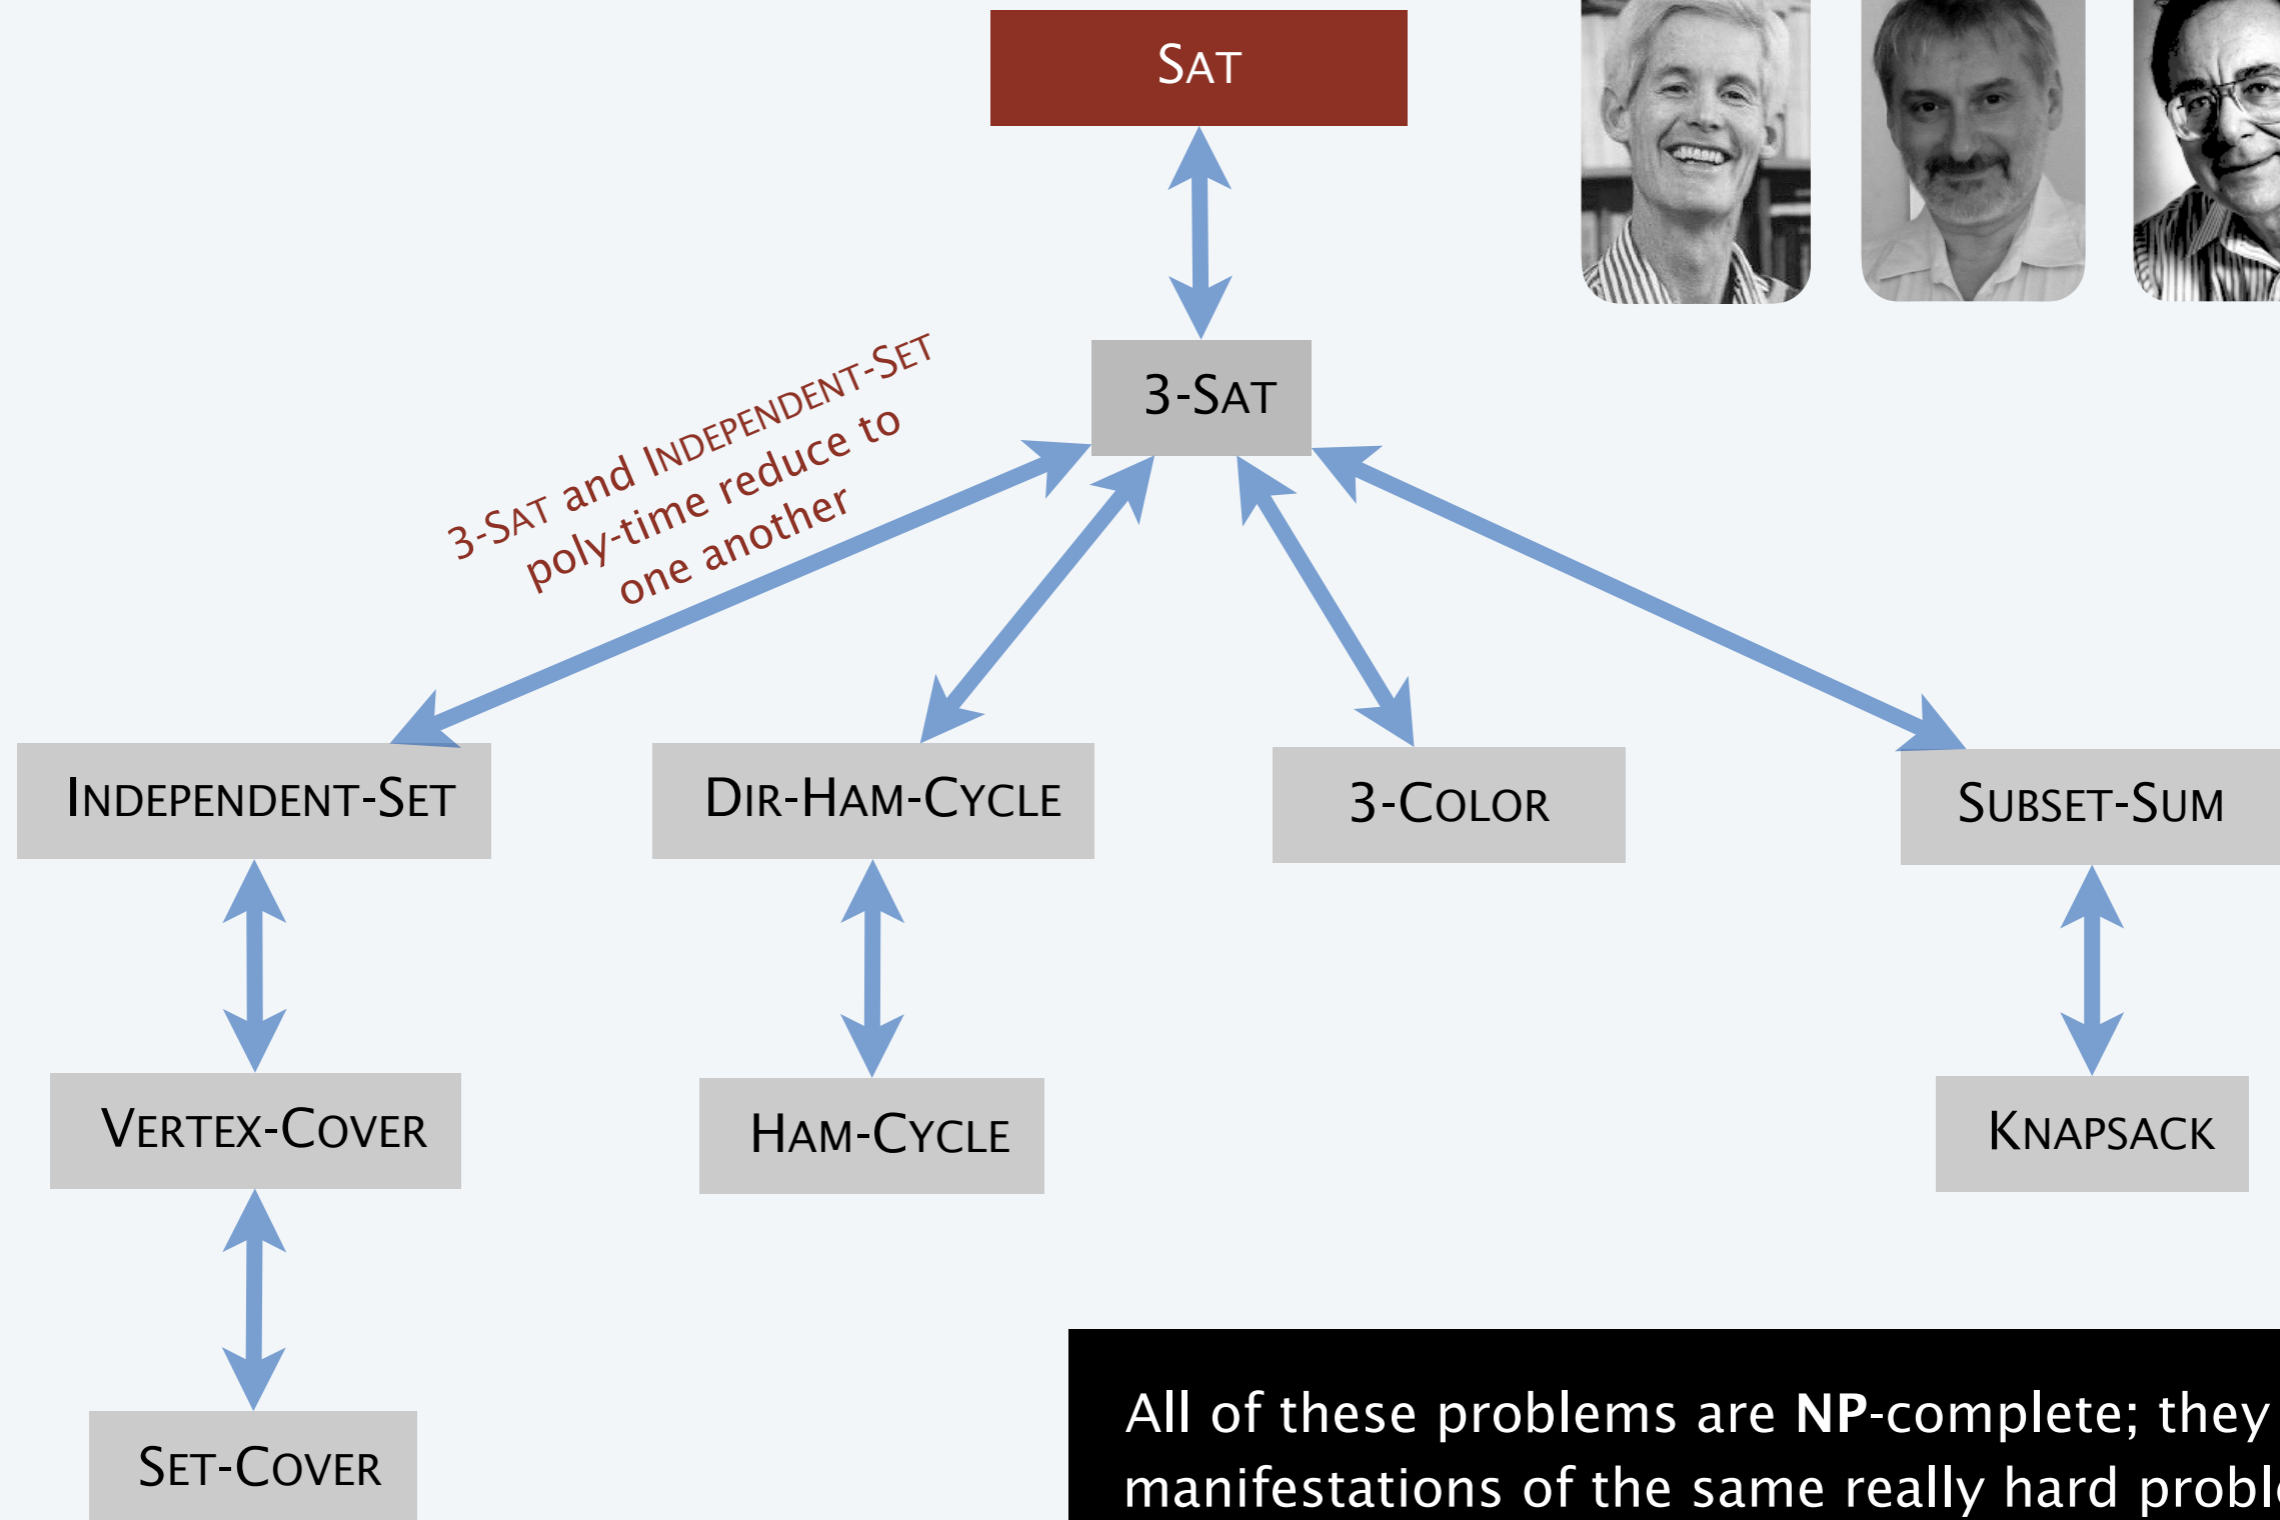 SAT
3-SAT
3-SAT and INDEPENDENT-SET
poly-time reduce to
one another
INDEPENDENT-SET
DIR-HAM-CYCLE
3-COLOR
SUBSET-SUM
VERTEX-COVER
HAM-CYCLE
KNAPSACK
SET-COVER
All of these problems are NP-complete; they
manifestations of the same really hard